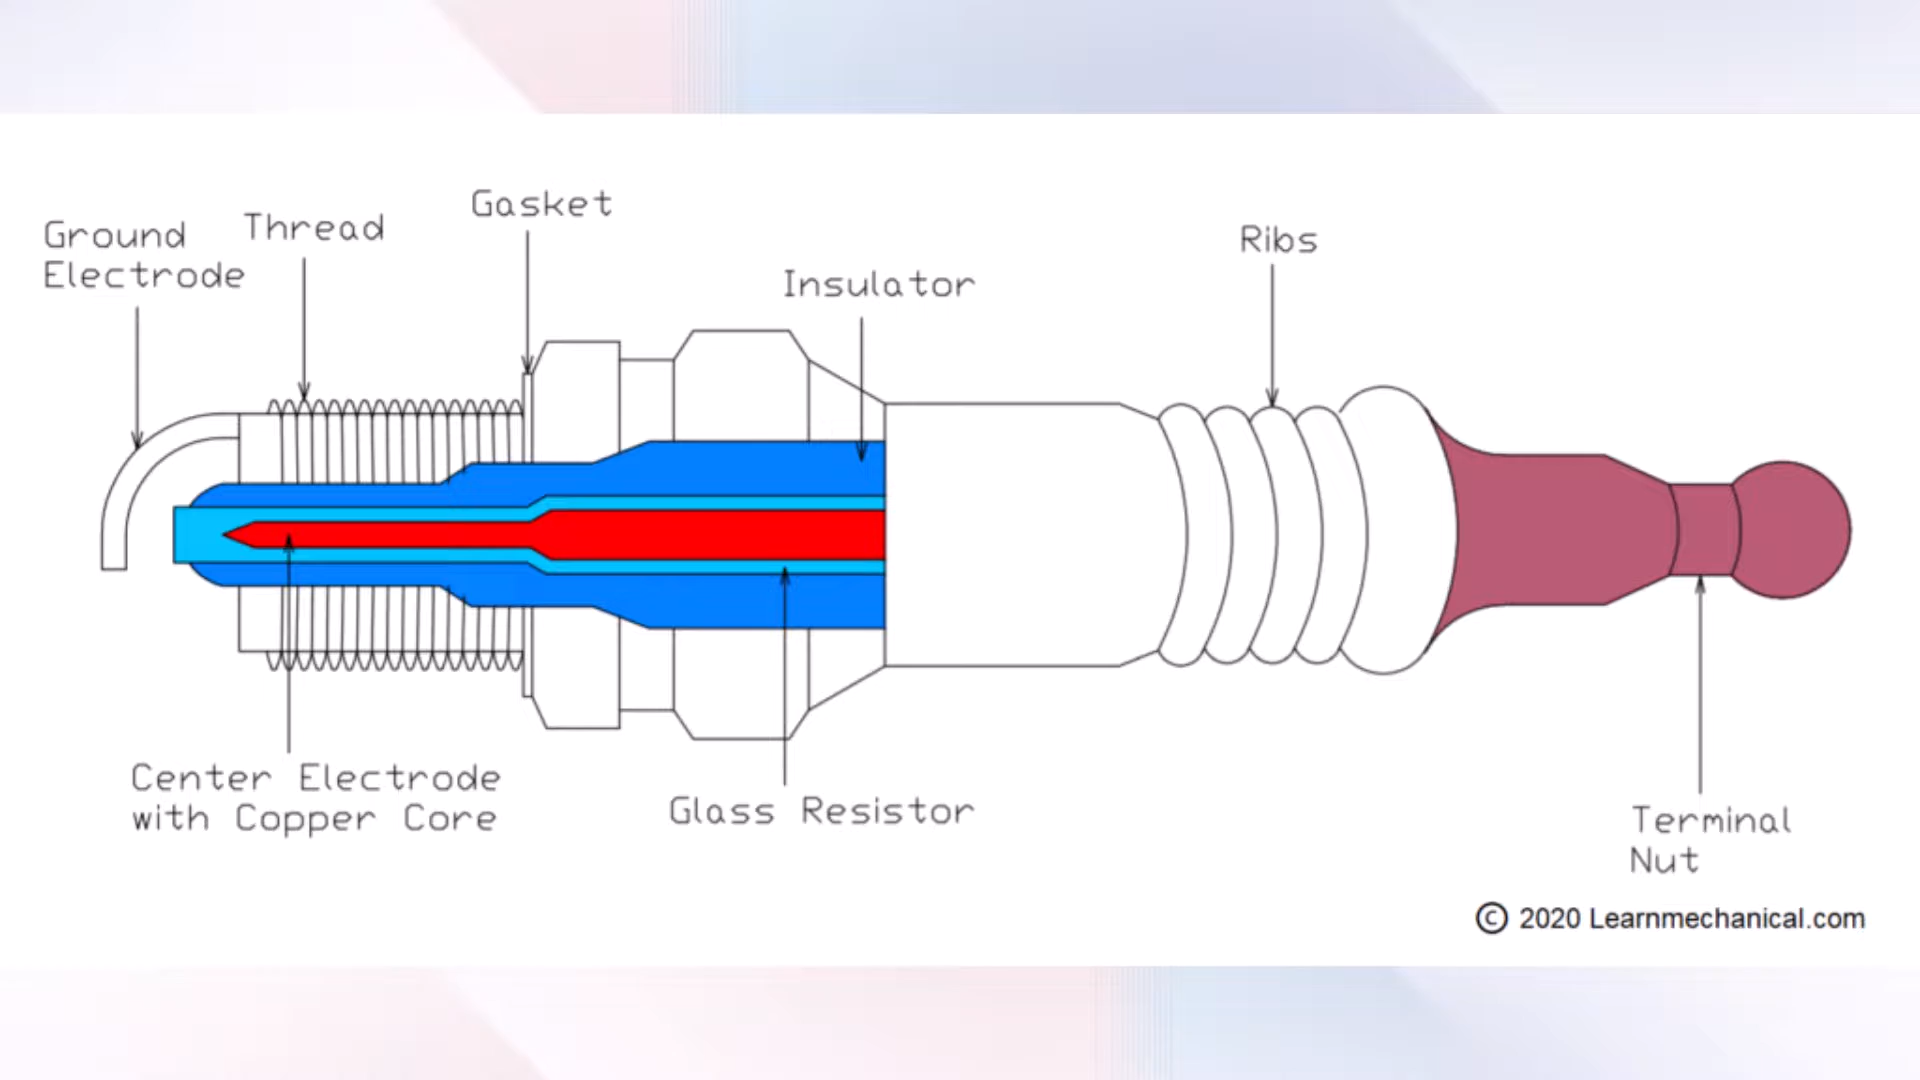 Gasket
Thread
Ground
Electrode
Ribs
Insulator
Center Electrode
with Copper Core
Glass Resistor
Terminal
Nut
© 2020 Learnmechanical.com